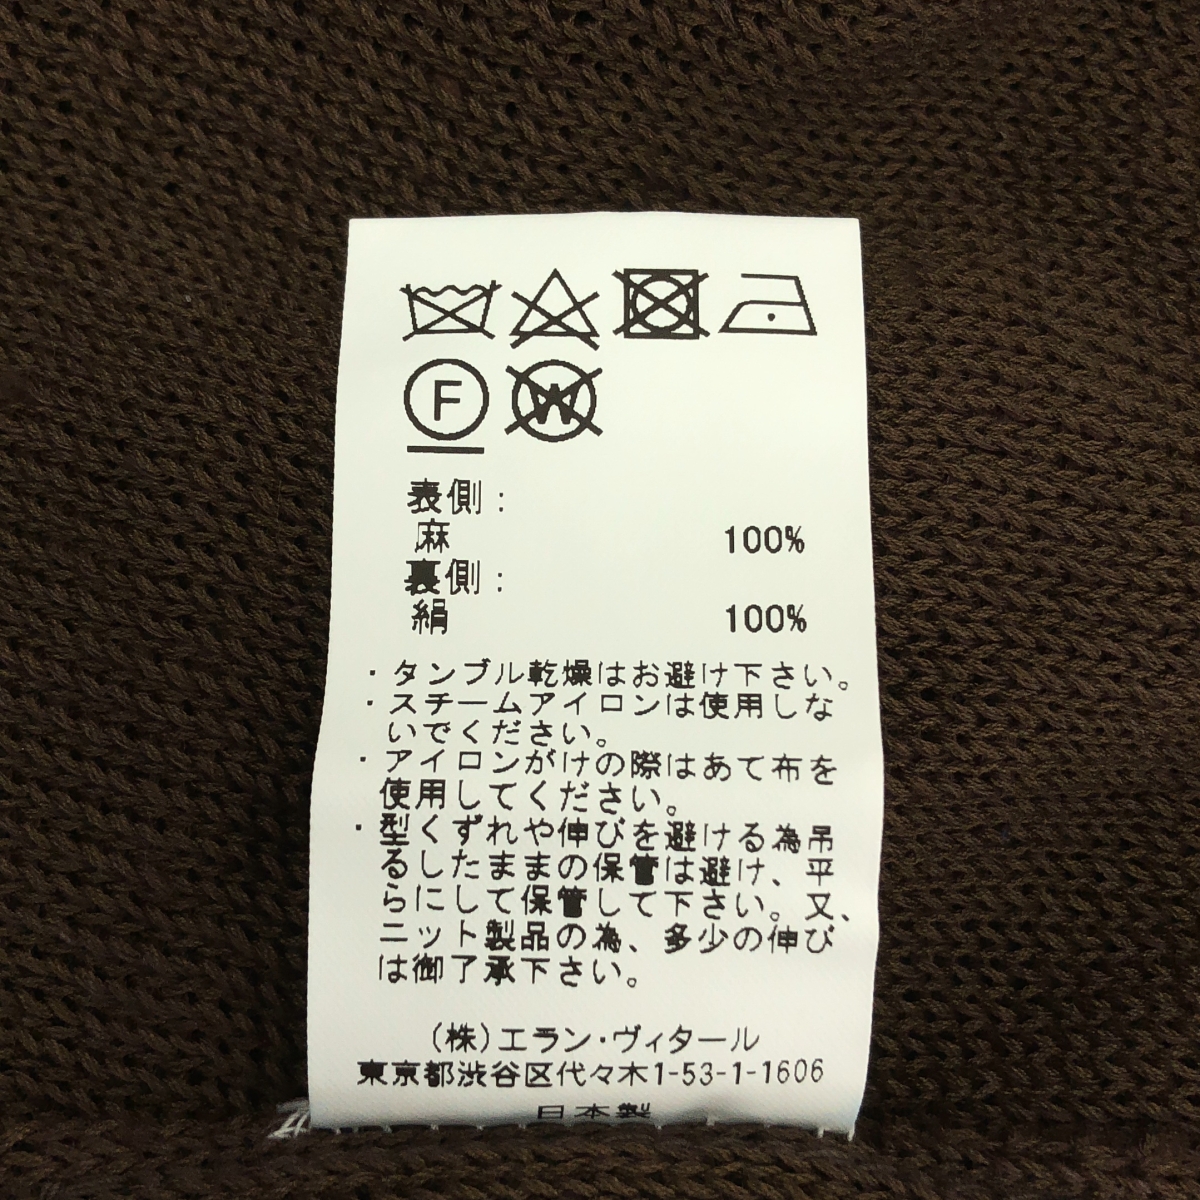 F W
表側:
麻 100%
裏側:
絹 100%
・タンブル乾燥はお避け下さい。
・スチームアイロンは使用しな
いでください。
・アイロンがけの際はあて布を
使用してください。
・型くずれや伸びを避ける為吊
るしたままの保管は避け、平
らにして保管して下さい。又、
ニット製品の為、多少の伸び
は御了承下さい。
(株)エラン・ヴィタール
東京都渋谷区代々木1-53-1-1606
日本製